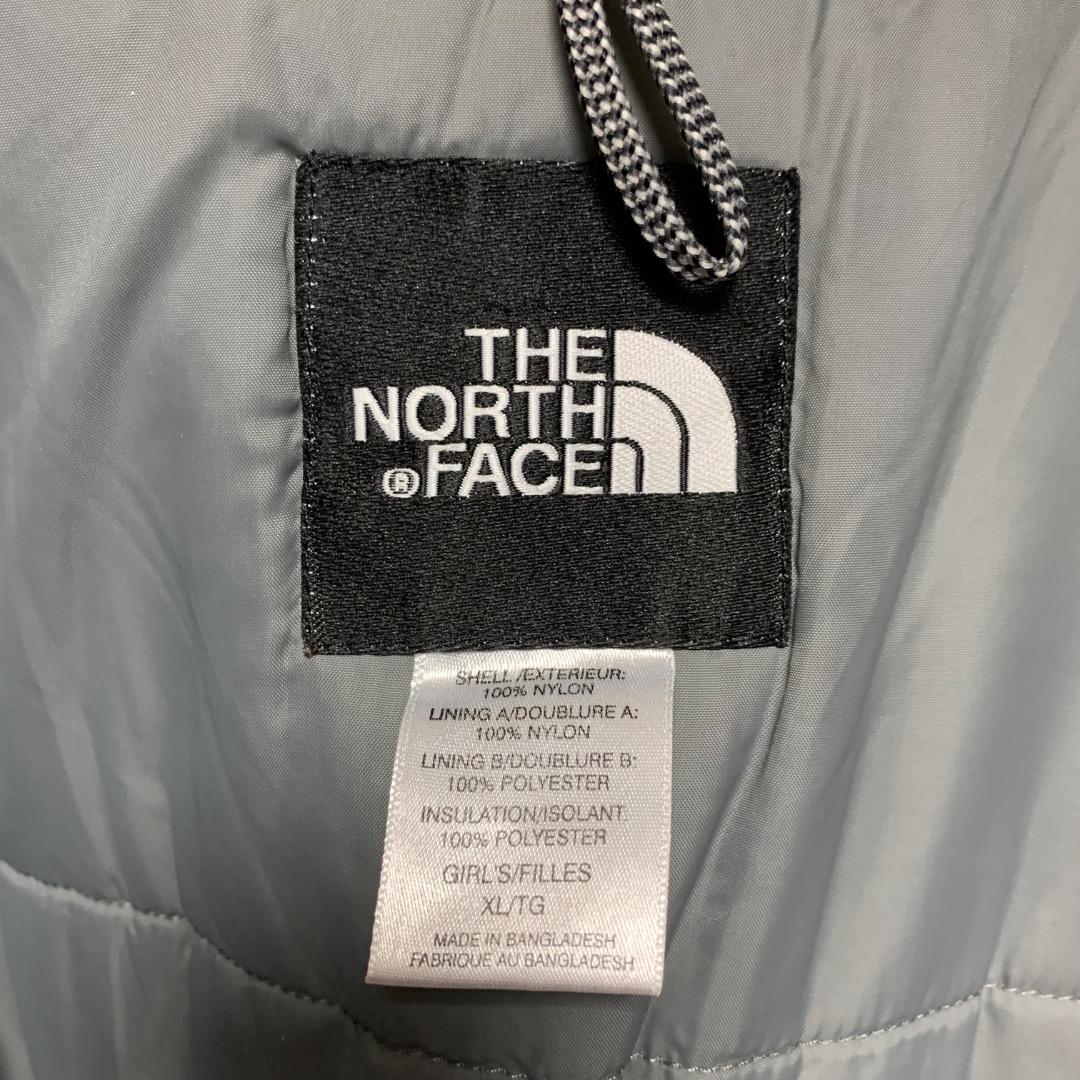 THE
NORTH
® FACE
SHELL/EXTERIEUR:
100% NYLON
LINING A/DOUBLURE A:
100% NYLON
LINING B/DOUBLURE B:
100% POLYESTER
INSULATION/ISOLANT:
100% POLYESTER
GIRL'S/FILLES
XL/TG
MADE IN BANGLADESH
FABRIQUE AU BANGLADESH